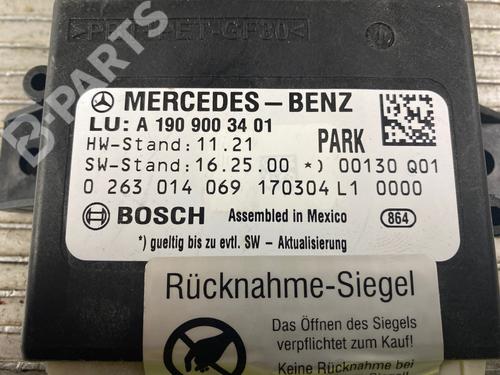 B-PARTS
MERCEDES-BENZ
LU: A 190 900 34 01 PARK
HW-Stand: 11.21
SW-Stand: 16.25.00 *) 00130 Q01
0 263 014 069 170304 L1 0000
BOSCH Assembled in Mexico 864
*) gueltig bis zu evtl. SW - Aktualisierung
Rücknahme-Siegel
Das Öffnen des Siegels
verpflichtet zum Kauf!
Keine Rücknahme bei